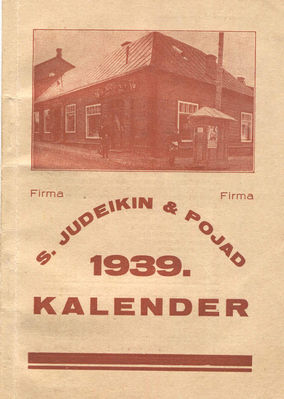 Firma Firma
S. JUDEIKIN & POJAD
1939.
KALENDER